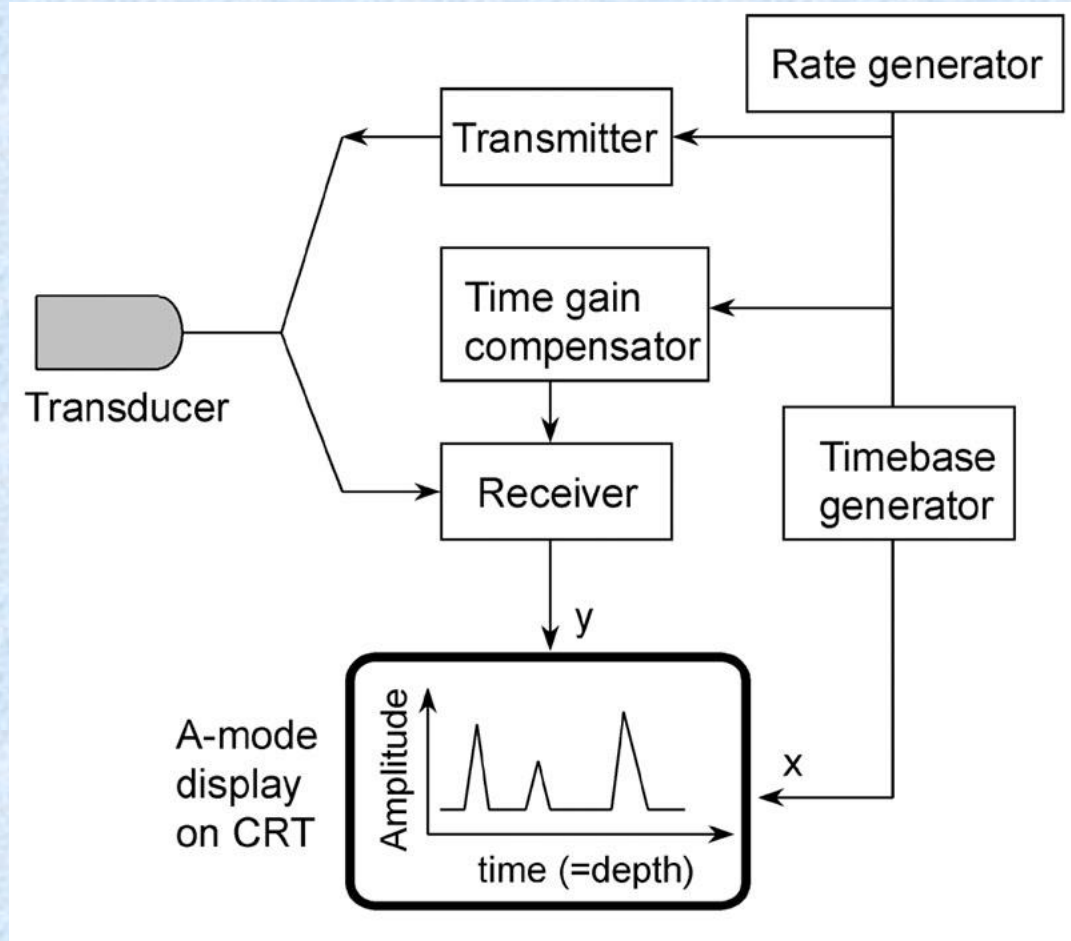 Rate generator
Transmitter
Time gain
compensator
Transducer
Timebase
generator
Receiver
y
A-mode
display
on CRT
Amplitude
x
time (=depth)